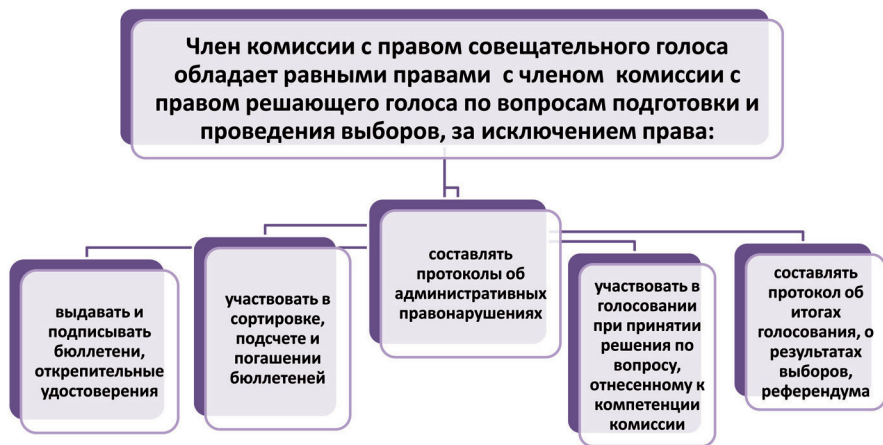 Член комиссии с правом совещательного голоса
обладает равными правами с членом комиссии с
правом решающего голоса по вопросам подготовки и
проведения выборов, за исключением права:
выдавать и
подписывать
бюллетени,
открепительные
удостоверения
участвовать в
сортировке,
подсчете и
погашении
бюллетеней
составлять
протоколы об
административных
правонарушениях
участвовать в
голосовании
при принятии
решения по
вопросу,
отнесенному к
компетенции
комиссии
составлять
протокол об
итогах
голосования, о
результатах
выборов,
референдума